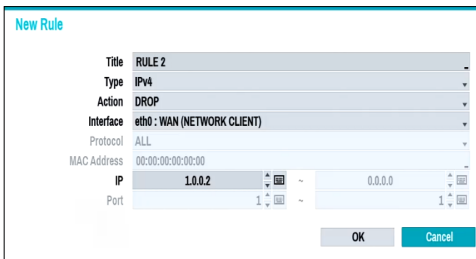 New Rule
Title RULE 2
Type IPv4
Action DROP
Interface eth0 : WAN (NETWORK CLIENT)
Protocol ALL
MAC Address 00:00:00:00:00:00
IP 1.0.0.2 ~ 0.0.0.0
Port 1 ~ 1
OK Cancel